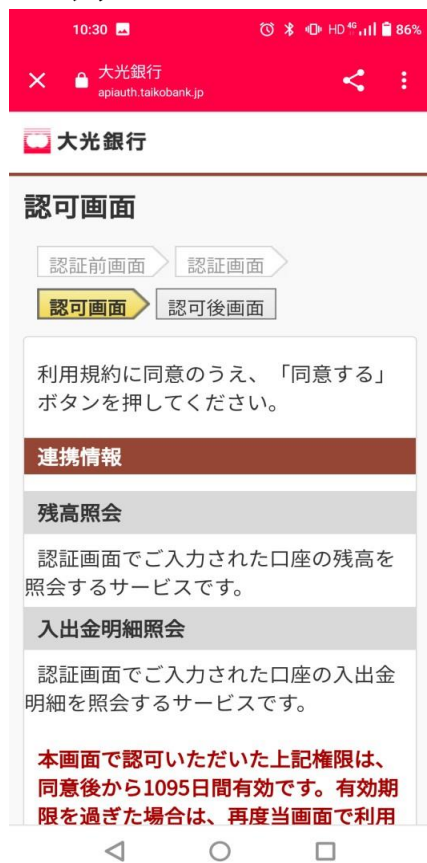 10:30 HD 4G 86%
大光銀行
apiauth.taikobank.jp
大光銀行
認可画面
認証前画面 認証画面
認可画面 認可後画面
利用規約に同意のうえ、「同意する」
ボタンを押してください。
連携情報
残高照会
認証画面でご入力された口座の残高を
照会するサービスです。
入出金明細照会
認証画面でご入力された口座の入出金
明細を照会するサービスです。
本画面で認可いただいた上記権限は、
同意後から1095日間有効です。有効期
限を過ぎた場合は、再度当画面で利用